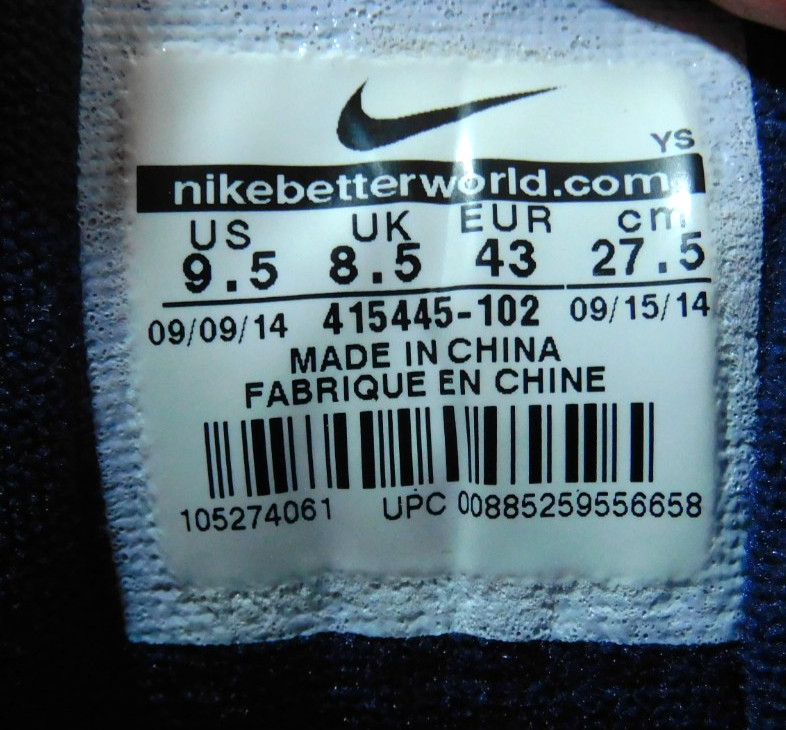 YS
nikebetterworld.com
US UK EUR cm
9.5 8.5 43 27.5
09/09/14 415445-102 09/15/14
MADE IN CHINA
FABRIQUE EN CHINE
105274061 UPC 00885259556658